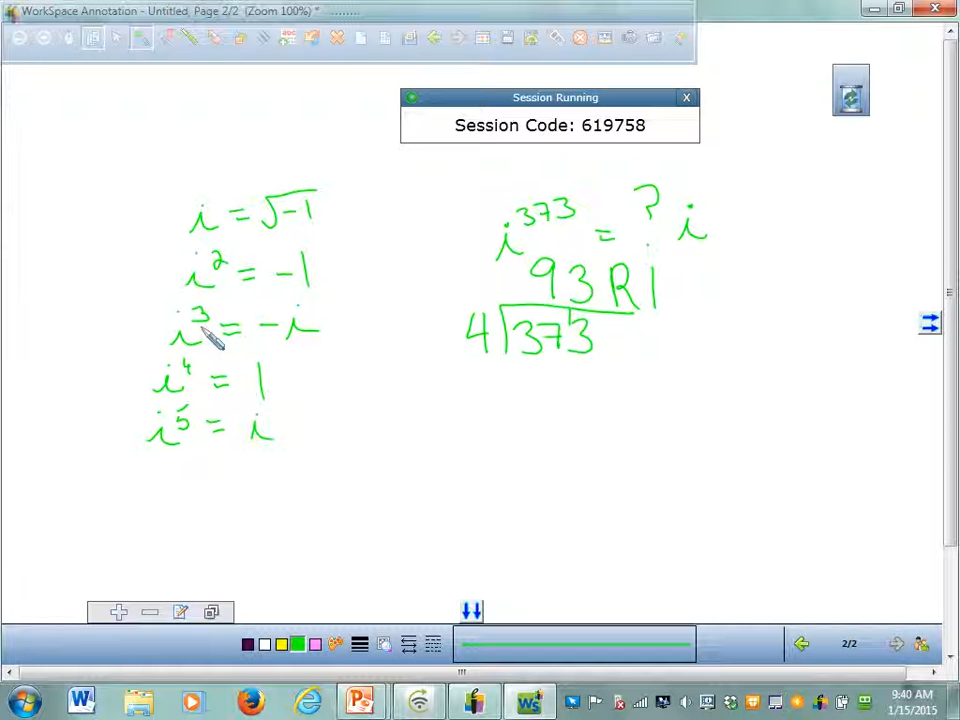 WorkSpace Annotation - Untitled, Page 2/2 (Zoom 100%) *
Session Running
X
Session Code: 619758
i = √-1
i² = -1
i³ = -i
i⁴ = 1
i⁵ = i
i³⁷³ = ? i
93 R1
4 373
2/2
9:40 AM
1/15/2015